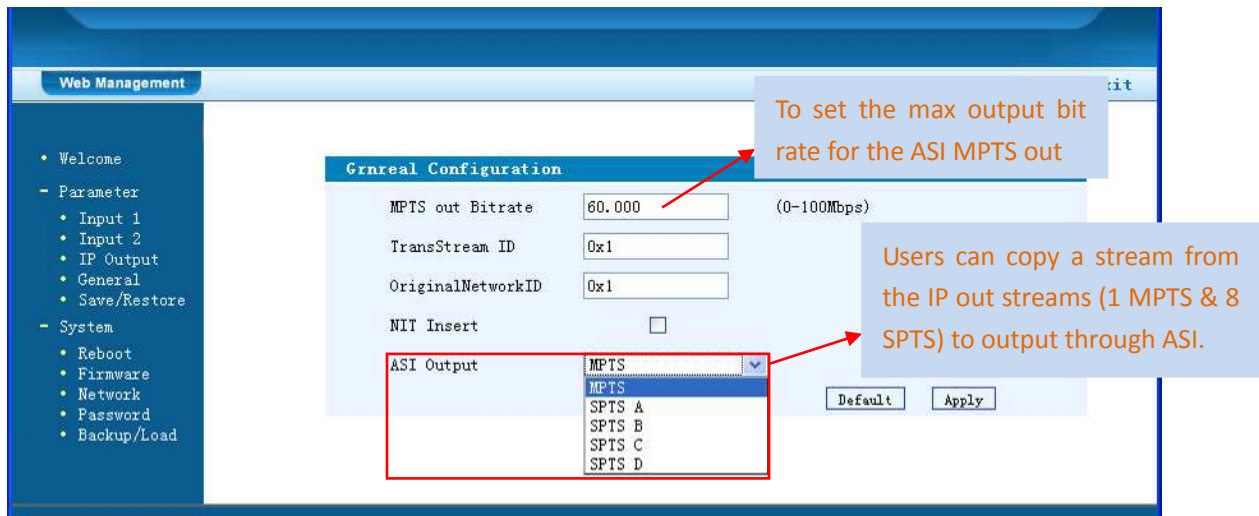 Web Management
xit
To set the max output bit
rate for the ASI MPTS out
• Welcome
– Parameter
• Input 1
• Input 2
• IP Output
• General
• Save/Restore
– System
• Reboot
• Firmware
• Network
• Password
• Backup/Load
Grnreal Configuration
MPTS out Bitrate 60.000 (0-100Mbps)
TransStream ID 0x1
OriginalNetworkID 0x1
NIT Insert
ASI Output MPTS
MPTS
SPTS A
SPTS B
SPTS C
SPTS D
Users can copy a stream from
the IP out streams (1 MPTS & 8
SPTS) to output through ASI.
Default Apply